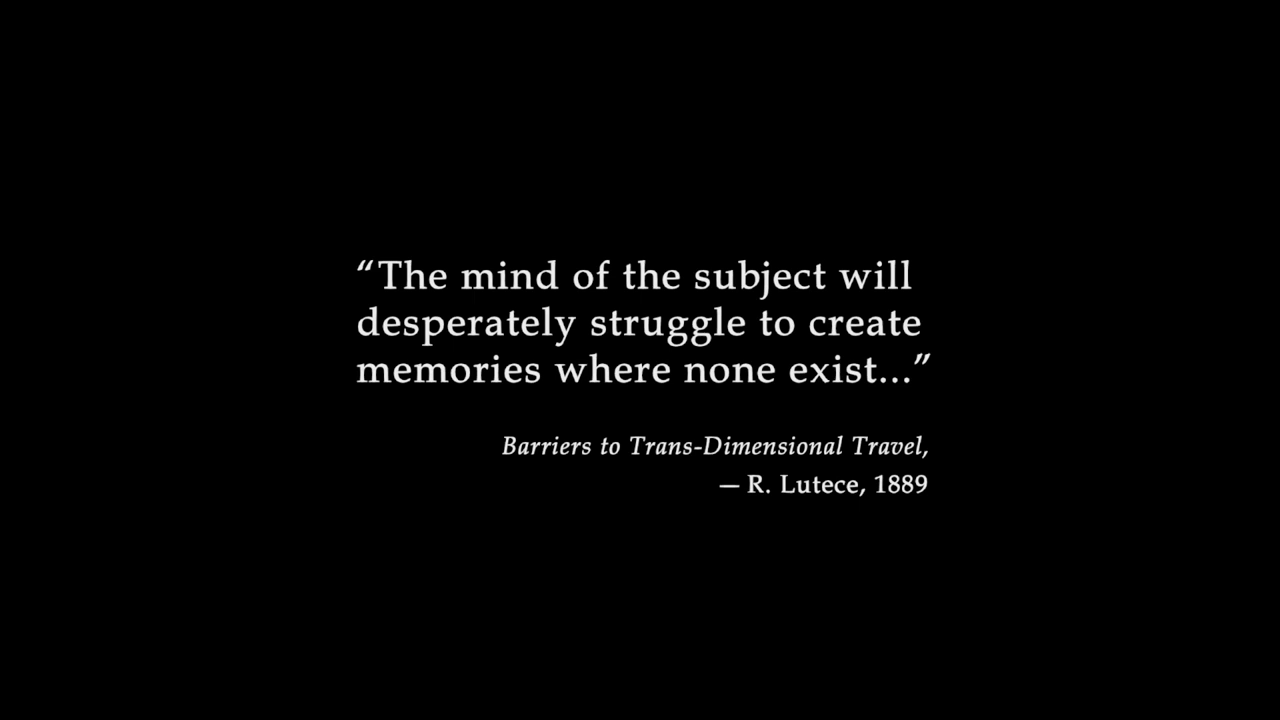 “The mind of the subject will
desperately struggle to create
memories where none exist...”
Barriers to Trans-Dimensional Travel,
— R. Lutece, 1889